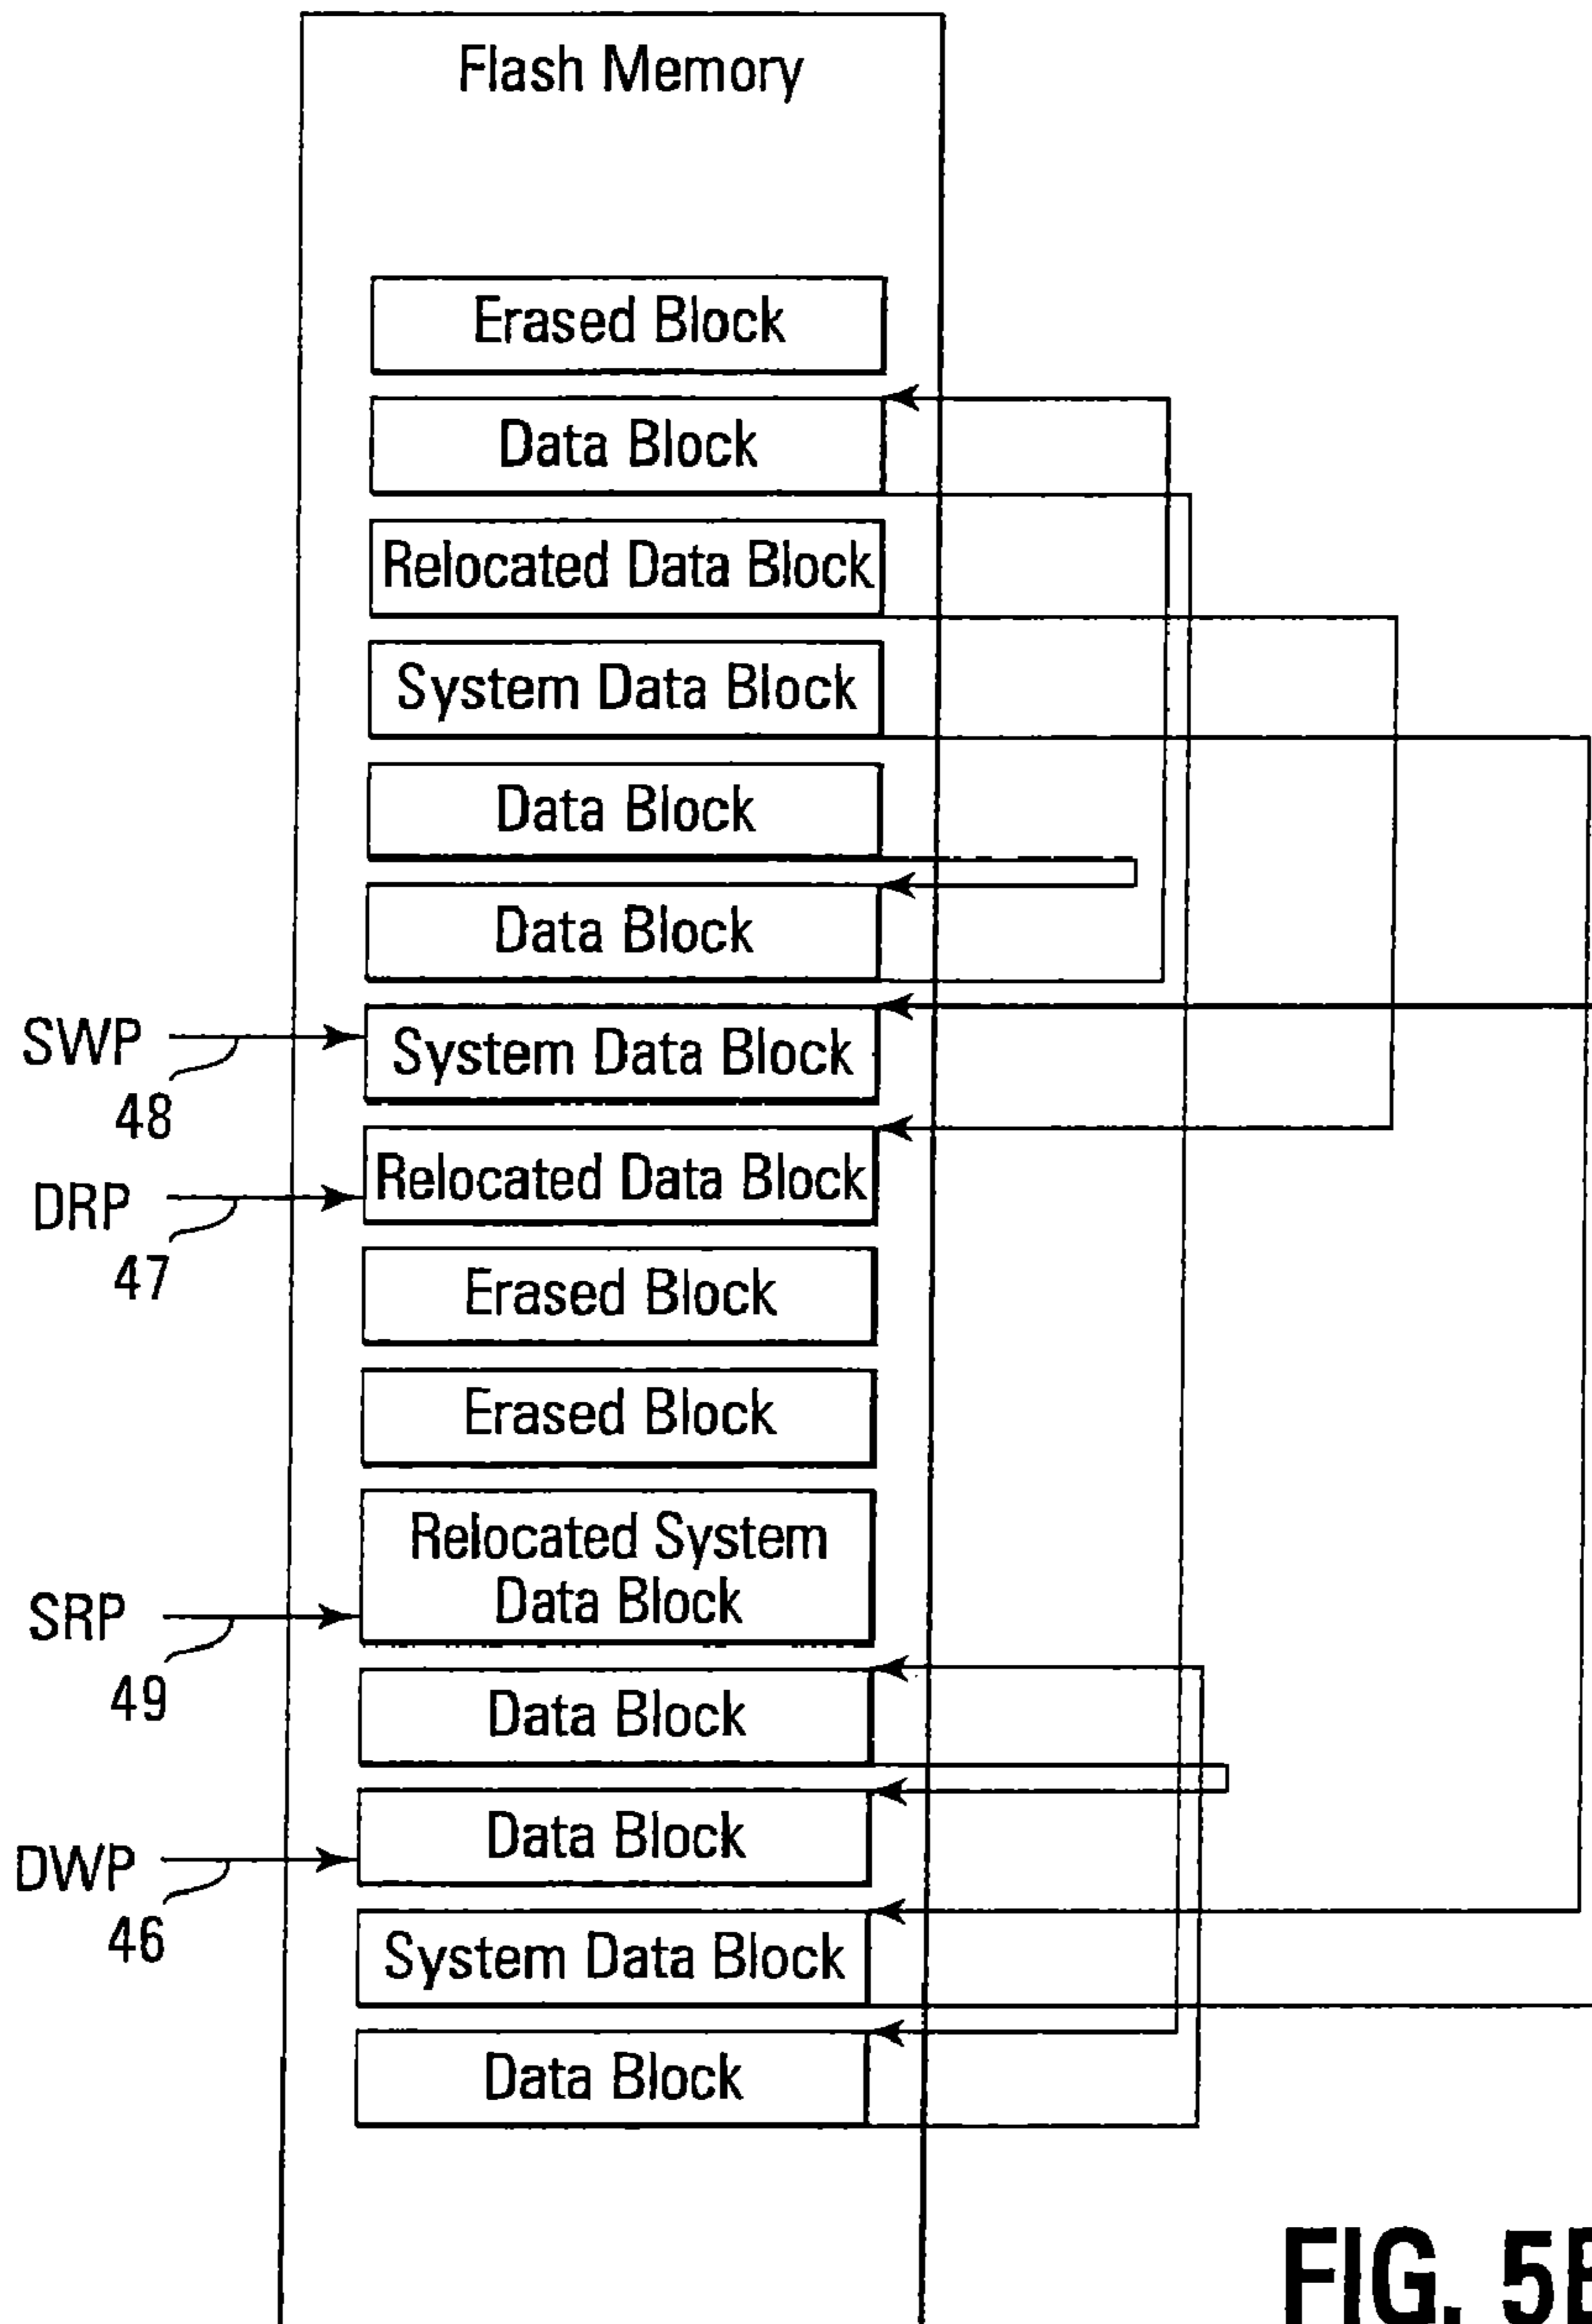 Flash Memory
Erased Block
Data Block
Relocated Data Block
System Data Block
Data Block
Data Block
SWP
48
System Data Block
DRP
47
Relocated Data Block
Erased Block
Erased Block
Relocated System
Data Block
SRP
49
Data Block
DWP
46
Data Block
System Data Block
Data Block
FIG. 5